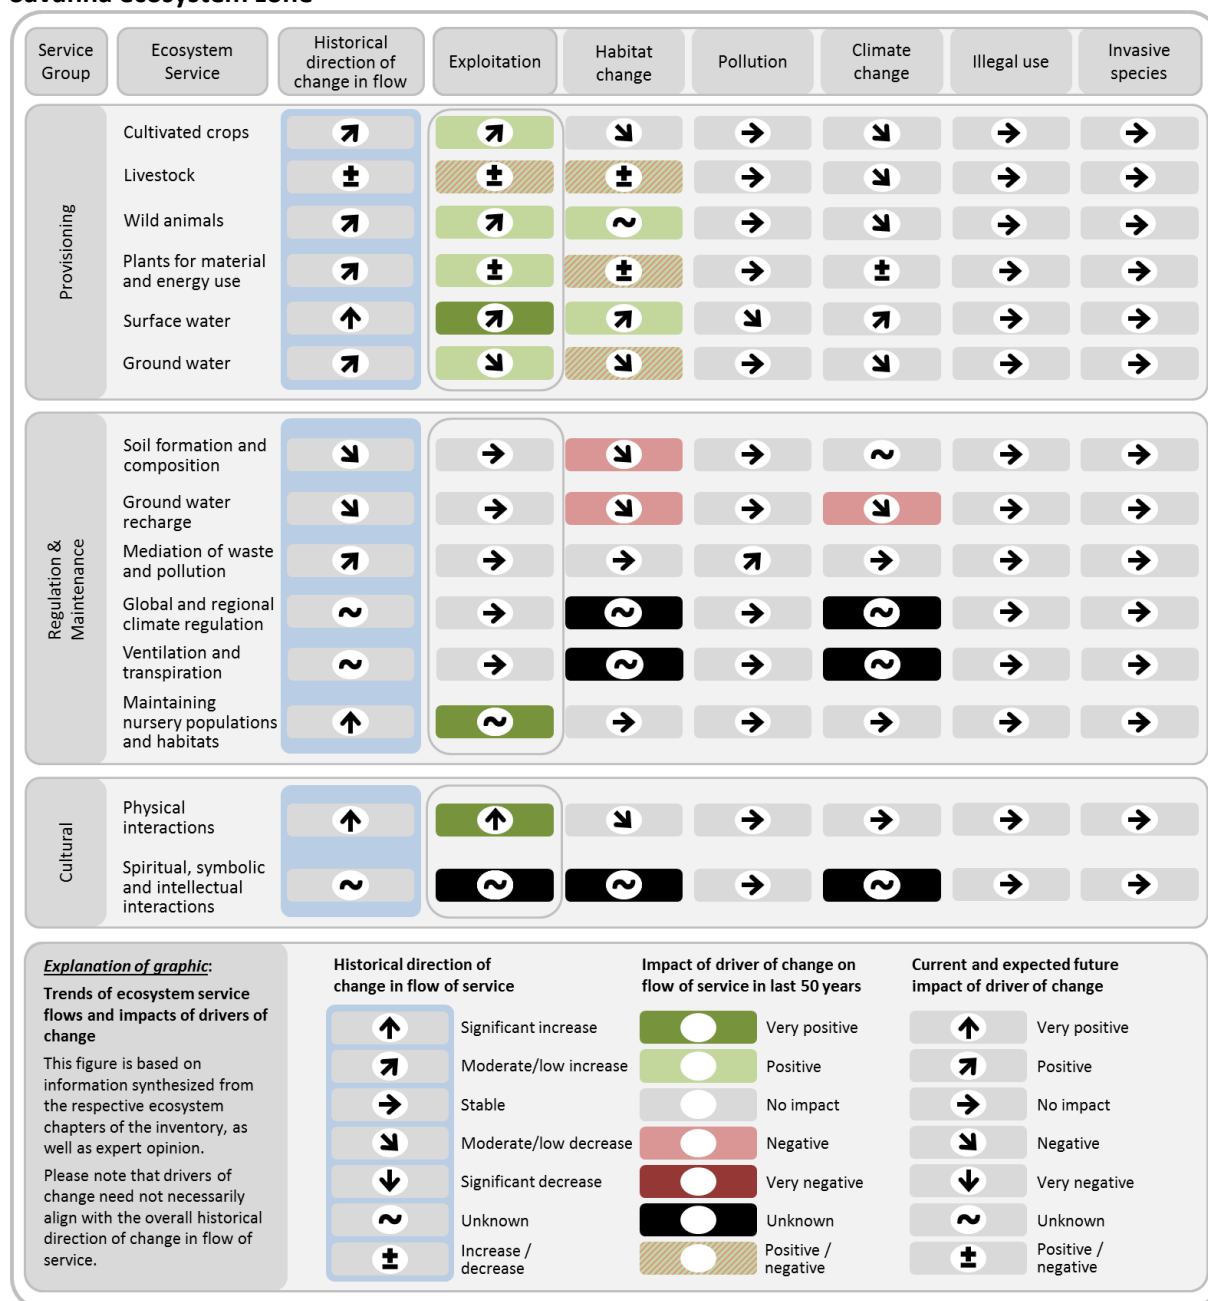 Savanna ecosystem zone
Service
Group
Ecosystem
Service
Historical
direction of
change in flow
Exploitation
Habitat
change
Pollution
Climate
change
Illegal use
Invasive
species
Provisioning
Cultivated crops
Livestock
Wild animals
Plants for material
and energy use
Surface water
Ground water
Regulation &
Maintenance
Soil formation and
composition
Ground water
recharge
Mediation of waste
and pollution
Global and regional
climate regulation
Ventilation and
transpiration
Maintaining
nursery populations
and habitats
Cultural
Physical
interactions
Spiritual, symbolic
and intellectual
interactions
Explanation of graphic:
Trends of ecosystem service
flows and impacts of drivers of
change
This figure is based on
information synthesized from
the respective ecosystem
chapters of the inventory, as
well as expert opinion.
Please note that drivers of
change need not necessarily
align with the overall historical
direction of change in flow of
service.
Historical direction of
change in flow of service
Significant increase
Moderate/low increase
Stable
Moderate/low decrease
Significant decrease
Unknown
Increase /
decrease
Impact of driver of change on
flow of service in last 50 years
Very positive
Positive
No impact
Negative
Very negative
Unknown
Positive /
negative
Current and expected future
impact of driver of change
Very positive
Positive
No impact
Negative
Very negative
Unknown
Positive /
negative